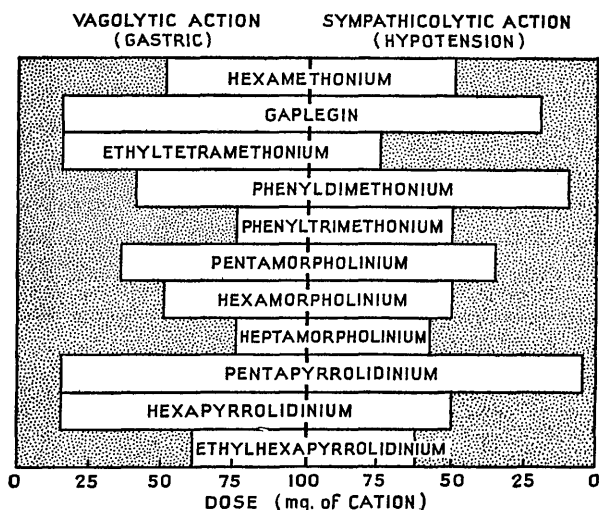 VAGOLYTIC ACTION
(GASTRIC)
SYMPATHICOLYTIC ACTION
(HYPOTENSION)
HEXAMETHONIUM
GAPLEGIN
ETHYLTETRAMETHONIUM
PHENYLDIMETHONIUM
PHENYLTRIMETHONIUM
PENTAMORPHOLINIUM
HEXAMORPHOLINIUM
HEPTAMORPHOLINIUM
PENTAPYRROLIDINIUM
HEXAPYRROLIDINIUM
ETHYLHEXAPYRROLIDINIUM
0 25 50 75 100 75 50 25 0
DOSE (mg. of CATION)